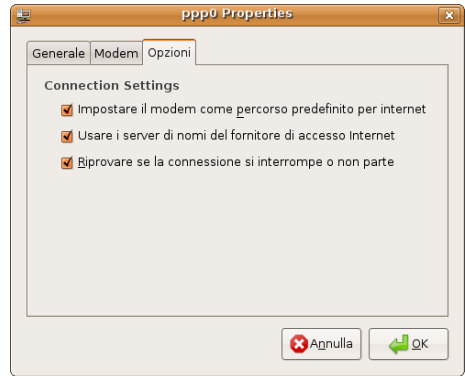 ppp0 Properties
Generale Modem Opzioni
Connection Settings
Impostare il modem come percorso predefinito per internet
Usare i server di nomi del fornitore di accesso Internet
Riprovare se la connessione si interrompe o non parte
Annulla OK